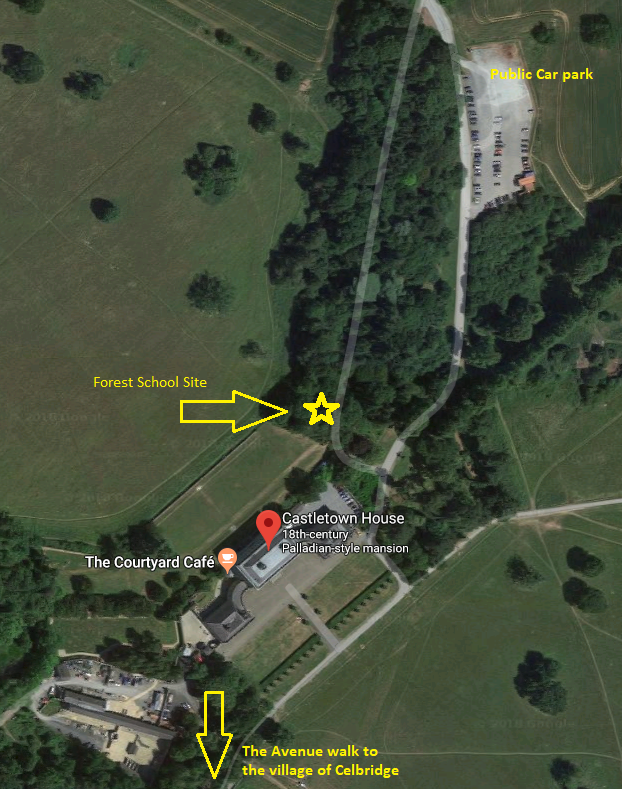 Public Car park
Forest School Site
Castletown House
18th-century
Palladian-style mansion
The Courtyard Café
The Avenue walk to
the village of Celbridge